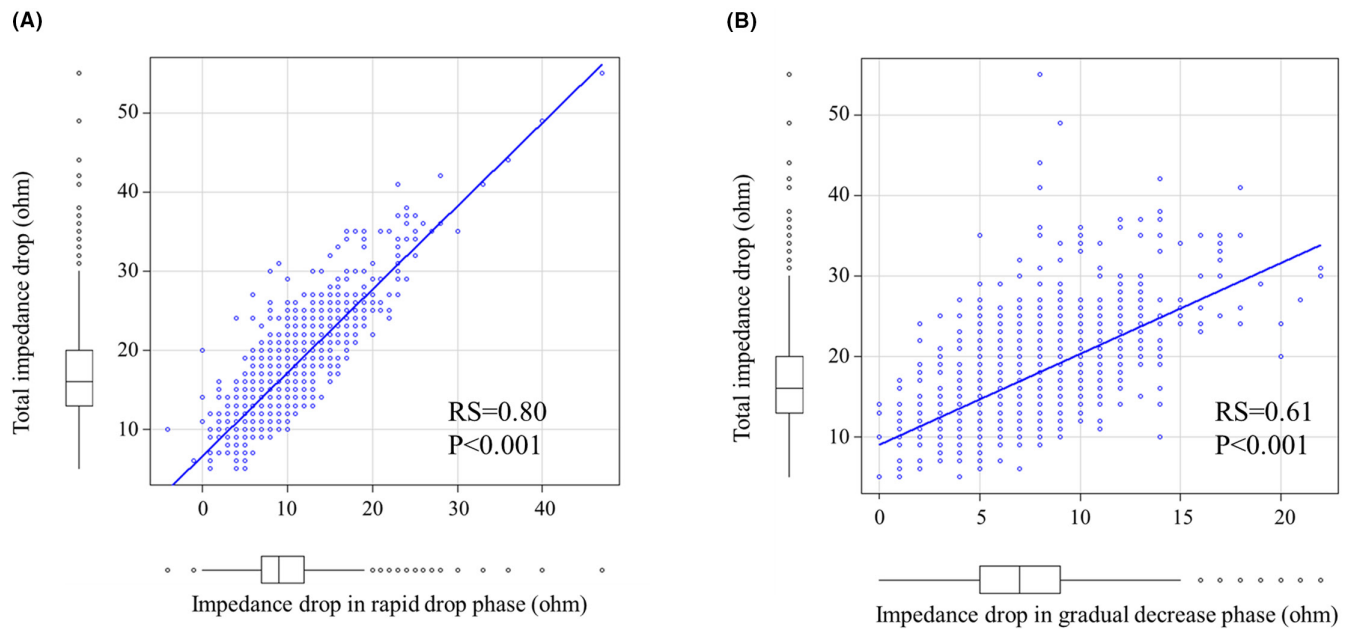 (A)
(B)
Total impedance drop (ohm)
50
40
30
20
10
RS=0.80
P<0.001
0 10 20 30 40
Impedance drop in rapid drop phase (ohm)
Total impedance drop (ohm)
50
40
30
20
10
RS=0.61
P<0.001
0 5 10 15 20
Impedance drop in gradual decrease phase (ohm)